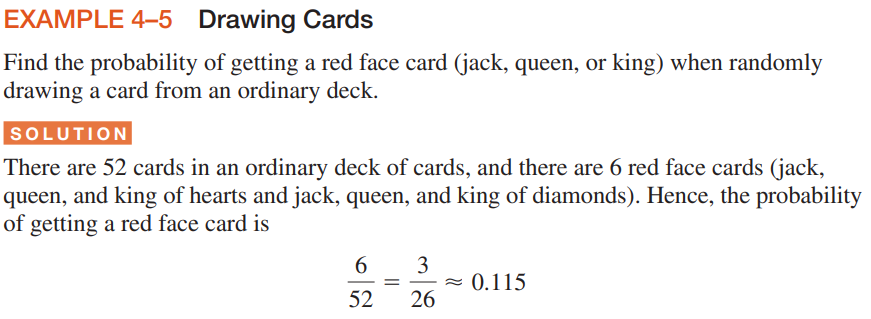 EXAMPLE 4–5 Drawing Cards
Find the probability of getting a red face card (jack, queen, or king) when randomly
drawing a card from an ordinary deck.
SOLUTION
There are 52 cards in an ordinary deck of cards, and there are 6 red face cards (jack,
queen, and king of hearts and jack, queen, and king of diamonds). Hence, the probability
of getting a red face card is
6/52 = 3/26 ≈ 0.115